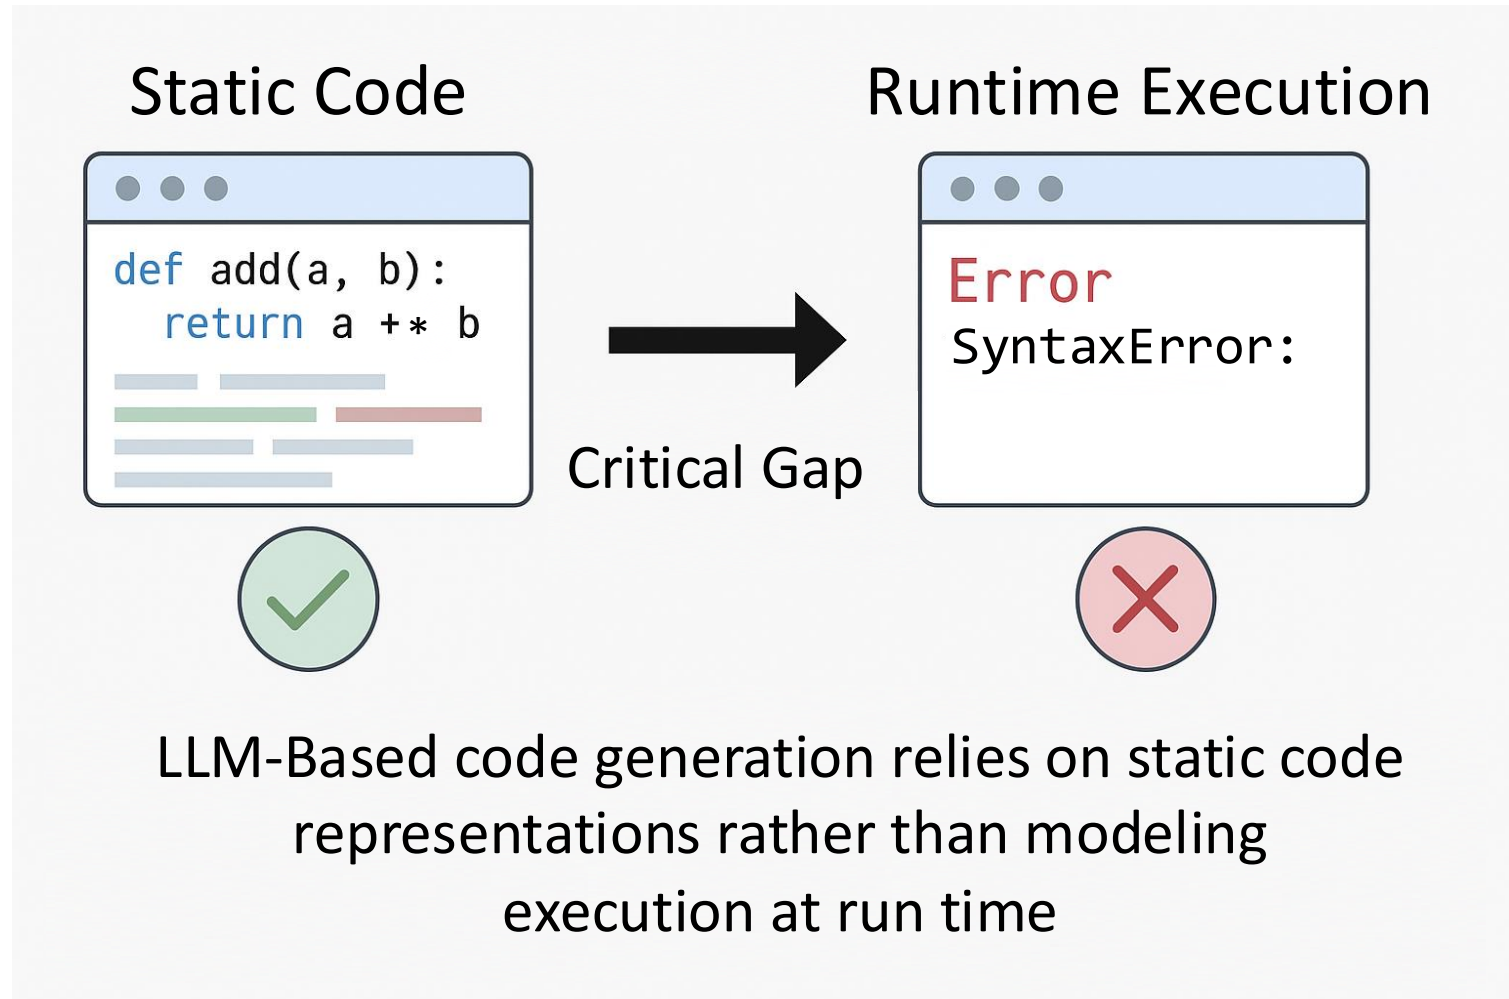 Static Code
Runtime Execution
def add(a, b):
return a +* b
Error
SyntaxError:
Critical Gap
LLM-Based code generation relies on static code
representations rather than modeling
execution at run time